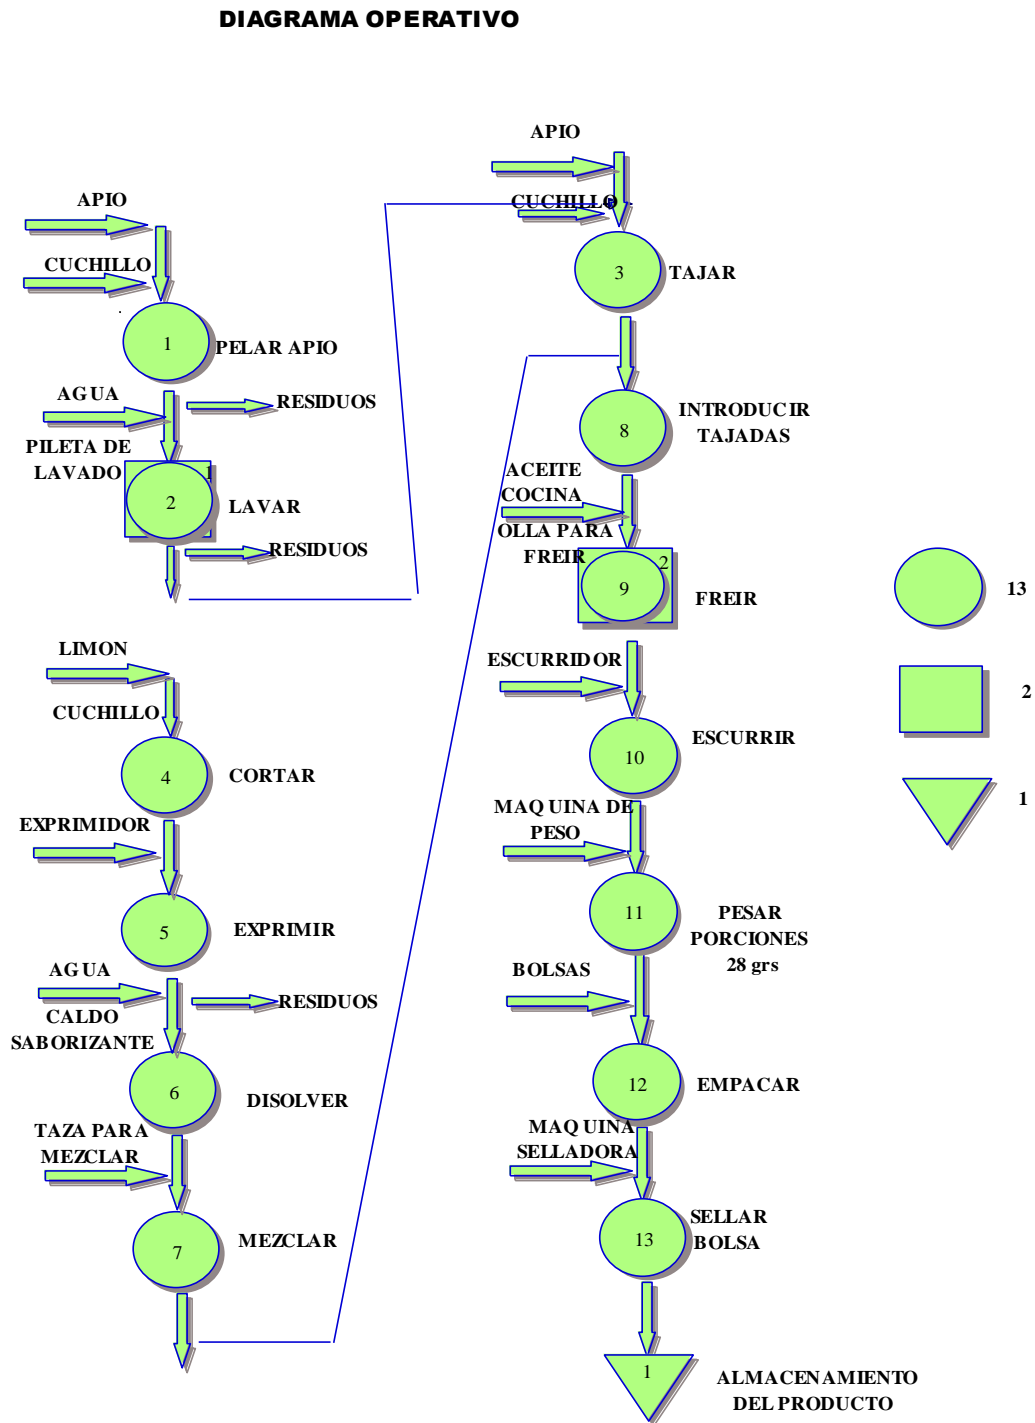 DIAGRAMA OPERATIVO
APIO
CUCHILLO
1
PELAR APIO
AGUA
RESIDUOS
PILETA DE
LAVADO
1
2
LAVAR
RESIDUOS
LIMON
CUCHILLO
4
CORTAR
EXPRIMIDOR
5
EXPRIMIR
AGUA
RESIDUOS
CALDO
SABORIZANTE
6
DISOLVER
TAZA PARA
MEZCLAR
7
MEZCLAR
APIO
CUCHILLO
3
TAJAR
8
INTRODUCIR
TAJADAS
ACEITE
COCINA
OLLA PARA
FREIR
2
9
FREIR
ESCURRIDOR
10
ESCURRIR
MAQUINA DE
PESO
11
PESAR
PORCIONES
28 grs
BOLSAS
12
EMPACAR
MAQUINA
SELLADORA
13
SELLAR
BOLSA
1
ALMACENAMIENTO
DEL PRODUCTO
13
2
1